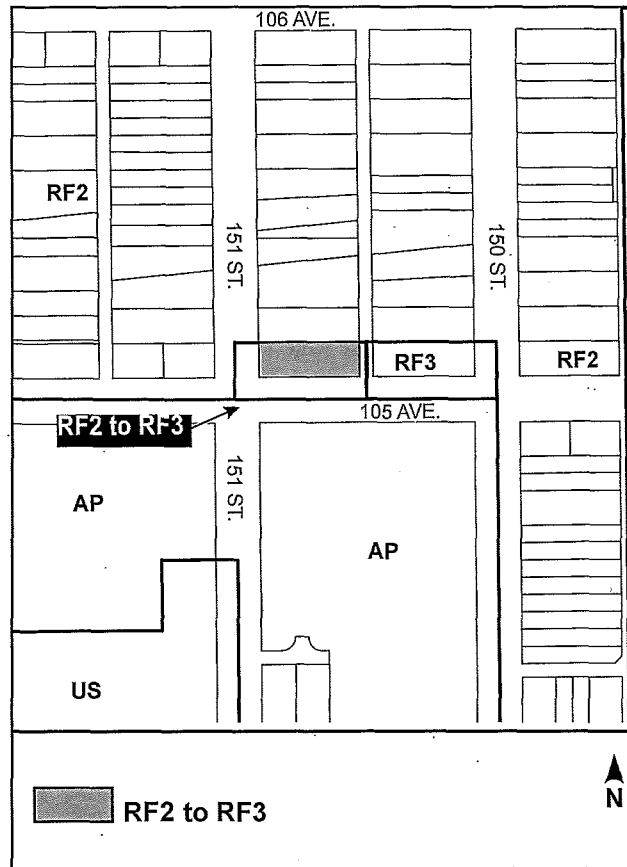 106 AVE.
RF2
151 ST.
150 ST.
RF3
RF2
RF2 to RF3
105 AVE.
151 ST.
AP
AP
US
RF2 to RF3
N